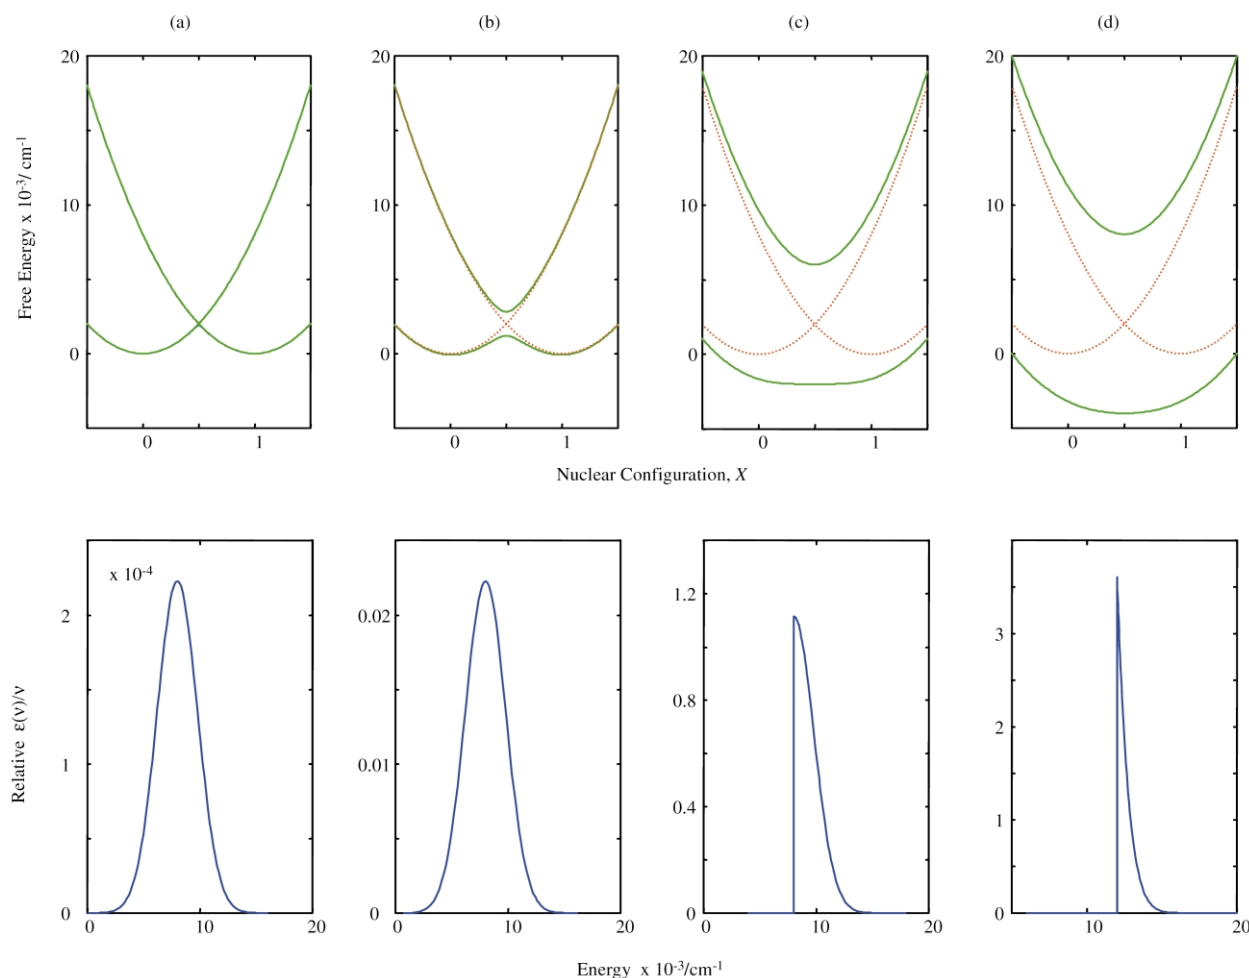 (a) (b) (c) (d)
20 20 20 20
10 10 10 10
0 0 0 0
0 1 0 1 0 1 0 1
Free Energy x 10⁻³/ cm⁻¹
Nuclear Configuration, X
x 10⁻⁴
2 0.02 1.2 3
0.8 2
1 0.01
0.4 1
0 0 0 0
0 10 20 0 10 20 0 10 20 10 20
Relative ε(ν)/ν
Energy x 10⁻³/cm⁻¹